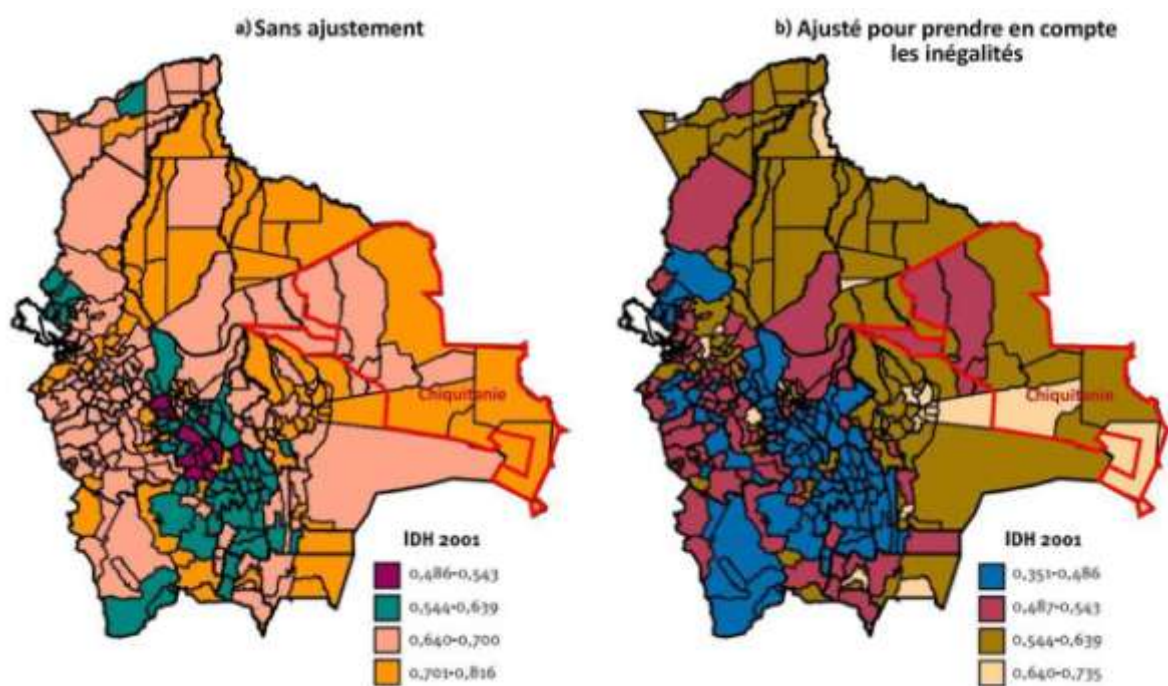 a) Sans ajustement
b) Ajusté pour prendre en compte
les inégalités
Chiquitanie
Chiquitanie
IDH 2001
0,486-0,543
0,544-0,639
0,640-0,700
0,701-0,816
IDH 2001
0,351-0,486
0,487-0,543
0,544-0,639
0,640-0,735